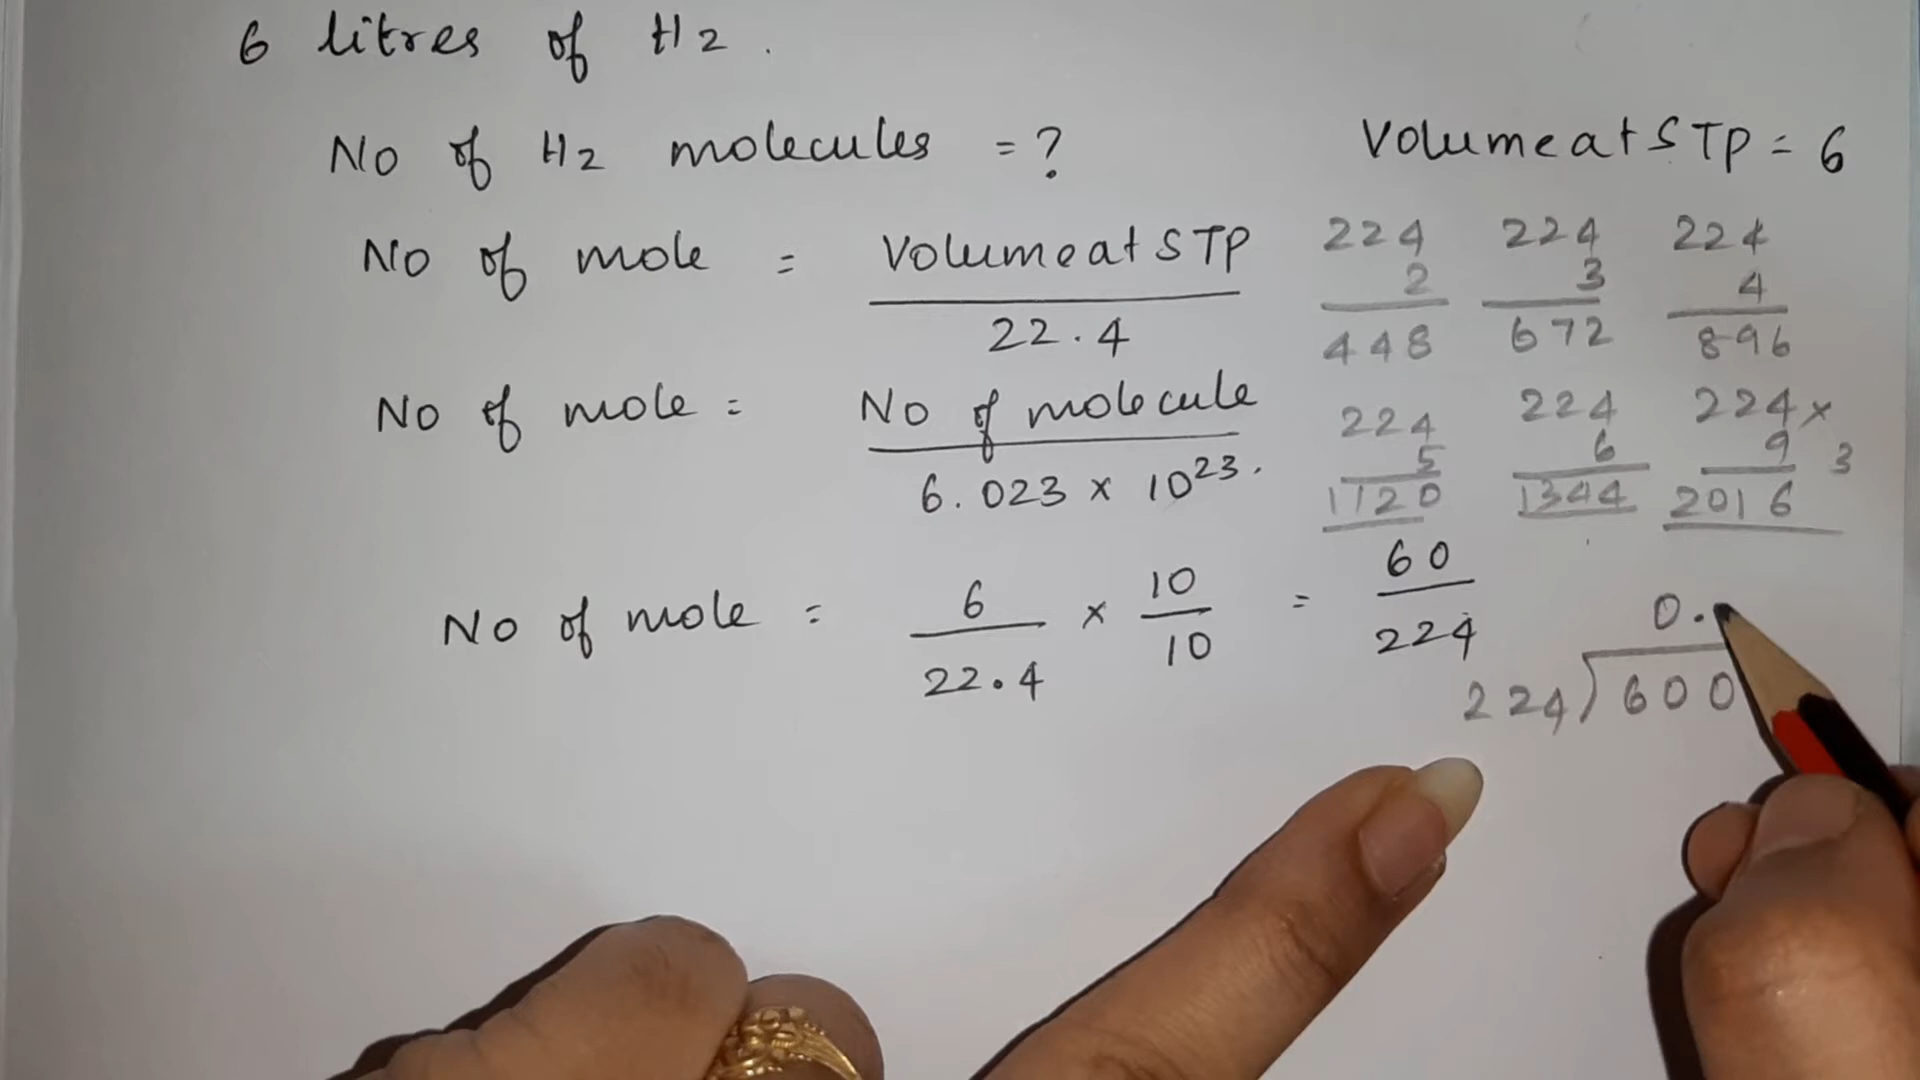 6 litres of H2.
No of H2 molecules = ?
Volume at STP = 6
No of mole = Volume at STP
22.4
224 224 224
2 3 4
448 672 896
No of mole = No of molecule
6.023 x 10^23.
224 224 224x
5 6 9 3
1120 1344 2016
No of mole = 6/22.4 x 10/10 = 60/224
0.
224)600